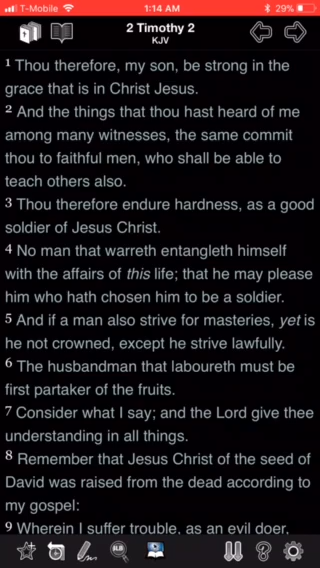 T-Mobile 1:14 AM 29%
2 Timothy 2
KJV
1 Thou therefore, my son, be strong in the
grace that is in Christ Jesus.
2 And the things that thou hast heard of me
among many witnesses, the same commit
thou to faithful men, who shall be able to
teach others also.
3 Thou therefore endure hardness, as a good
soldier of Jesus Christ.
4 No man that warreth entangleth himself
with the affairs of this life; that he may please
him who hath chosen him to be a soldier.
5 And if a man also strive for masteries, yet is
he not crowned, except he strive lawfully.
6 The husbandman that laboureth must be
first partaker of the fruits.
7 Consider what I say; and the Lord give thee
understanding in all things.
8 Remember that Jesus Christ of the seed of
David was raised from the dead according to
my gospel:
9 Wherein I suffer trouble, as an evil doer,
BLB